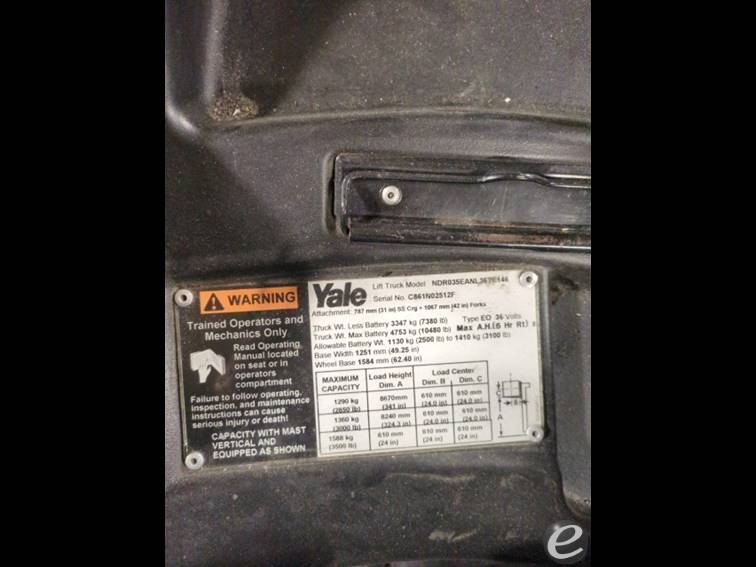 WARNING
Trained Operators and
Mechanics Only
Read Operating
Manual located
on seat or in
operators
compartment
Failure to follow operating,
inspection, and maintenance
instructions can cause
serious injury or death!
CAPACITY WITH MAST
VERTICAL AND
EQUIPPED AS SHOWN
Yale
Lift Truck Model NDR035EANL36TE146
Serial No. C861N02512F
Attachment: 787 mm (31 in) SS Crg + 1067 mm (42 in) Forks
Truck Wt. Less Battery 3347 kg (7380 lb) Type EO 36 Volts
Truck Wt. Max Battery 4753 kg (10480 lb) Max A.H.(6 Hr Rt)
Allowable Battery Wt. 1130 kg (2500 lb) to 1410 kg (3100 lb)
Base Width 1251 mm (49.25 in)
Wheel Base 1584 mm (62.40 in)
MAXIMUM CAPACITY Load Height Dim. A Load Center Dim. B Dim. C
1290 kg 8670mm 610 mm 610 mm
(2850 lb) (341 in) (24.0 in) (24.0 in)
1360 kg 8240 mm 610 mm 610 mm
(3000 lb) (324.3 in) (24.0 in) (24.0 in)
1588 kg 610 mm 610 mm 610 mm
(3500 lb) (24 in) (24 in) (24 in)
C
B
A
e